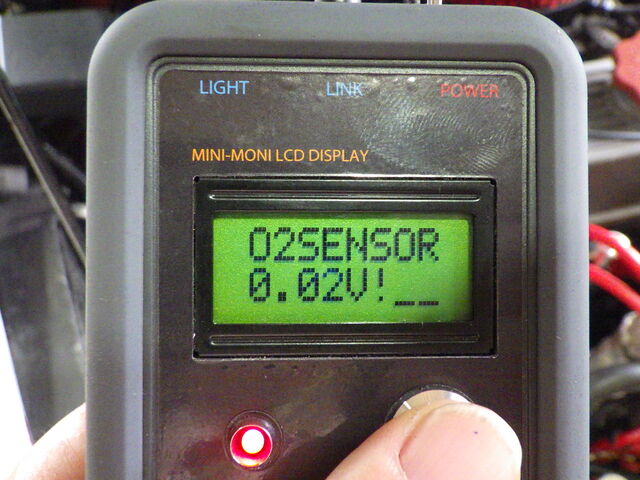 LIGHT LINK POWER
MINI-MONI LCD DISPLAY
O2SENSOR
0.02V!__